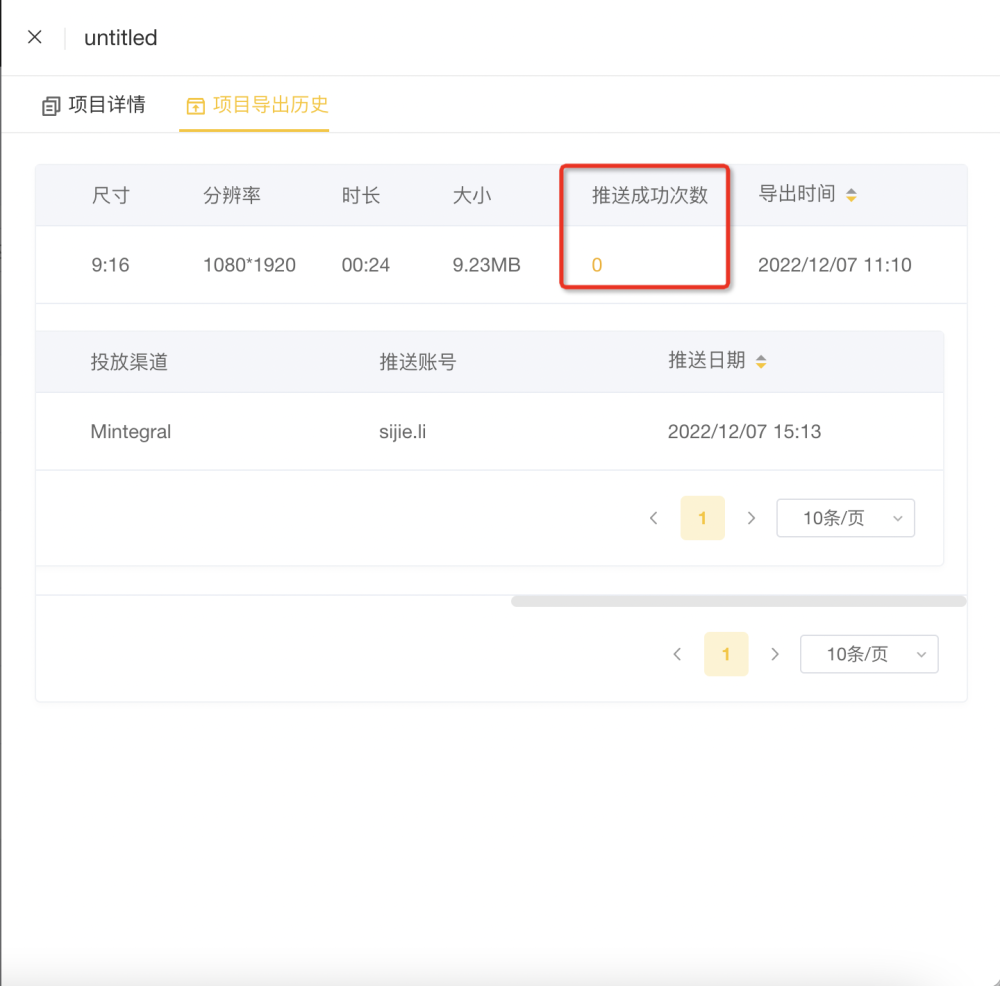 untitled
项目详情 项目导出历史
尺寸 分辨率 时长 大小 推送成功次数 导出时间
9:16 1080*1920 00:24 9.23MB 0 2022/12/07 11:10
投放渠道 推送账号 推送日期
Mintegral sijie.li 2022/12/07 15:13
1 10条/页
1 10条/页